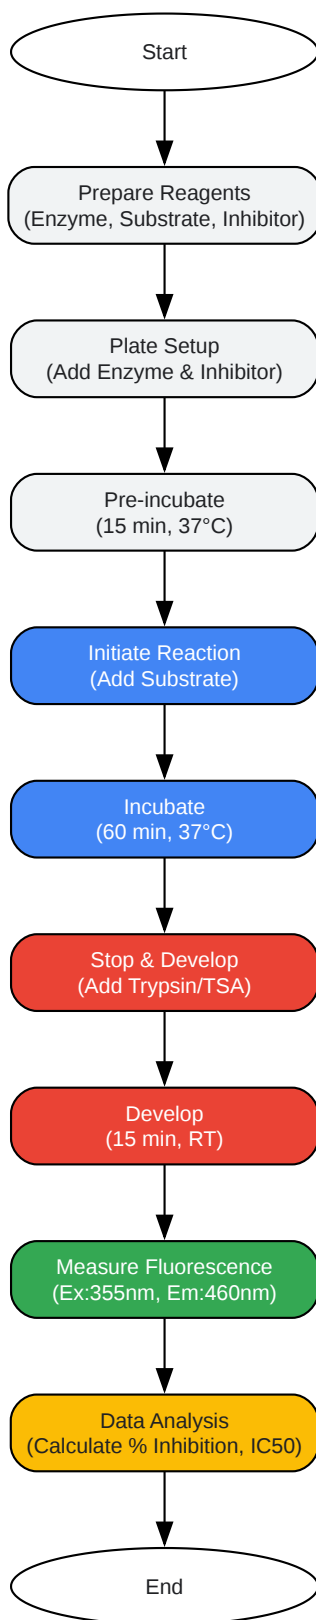 Start
Prepare Reagents
(Enzyme, Substrate, Inhibitor)
Plate Setup
(Add Enzyme & Inhibitor)
Pre-incubate
(15 min, 37°C)
Initiate Reaction
(Add Substrate)
Incubate
(60 min, 37°C)
Stop & Develop
(Add Trypsin/TSA)
Develop
(15 min, RT)
Measure Fluorescence
(Ex:355nm, Em:460nm)
Data Analysis
(Calculate % Inhibition, IC50)
End